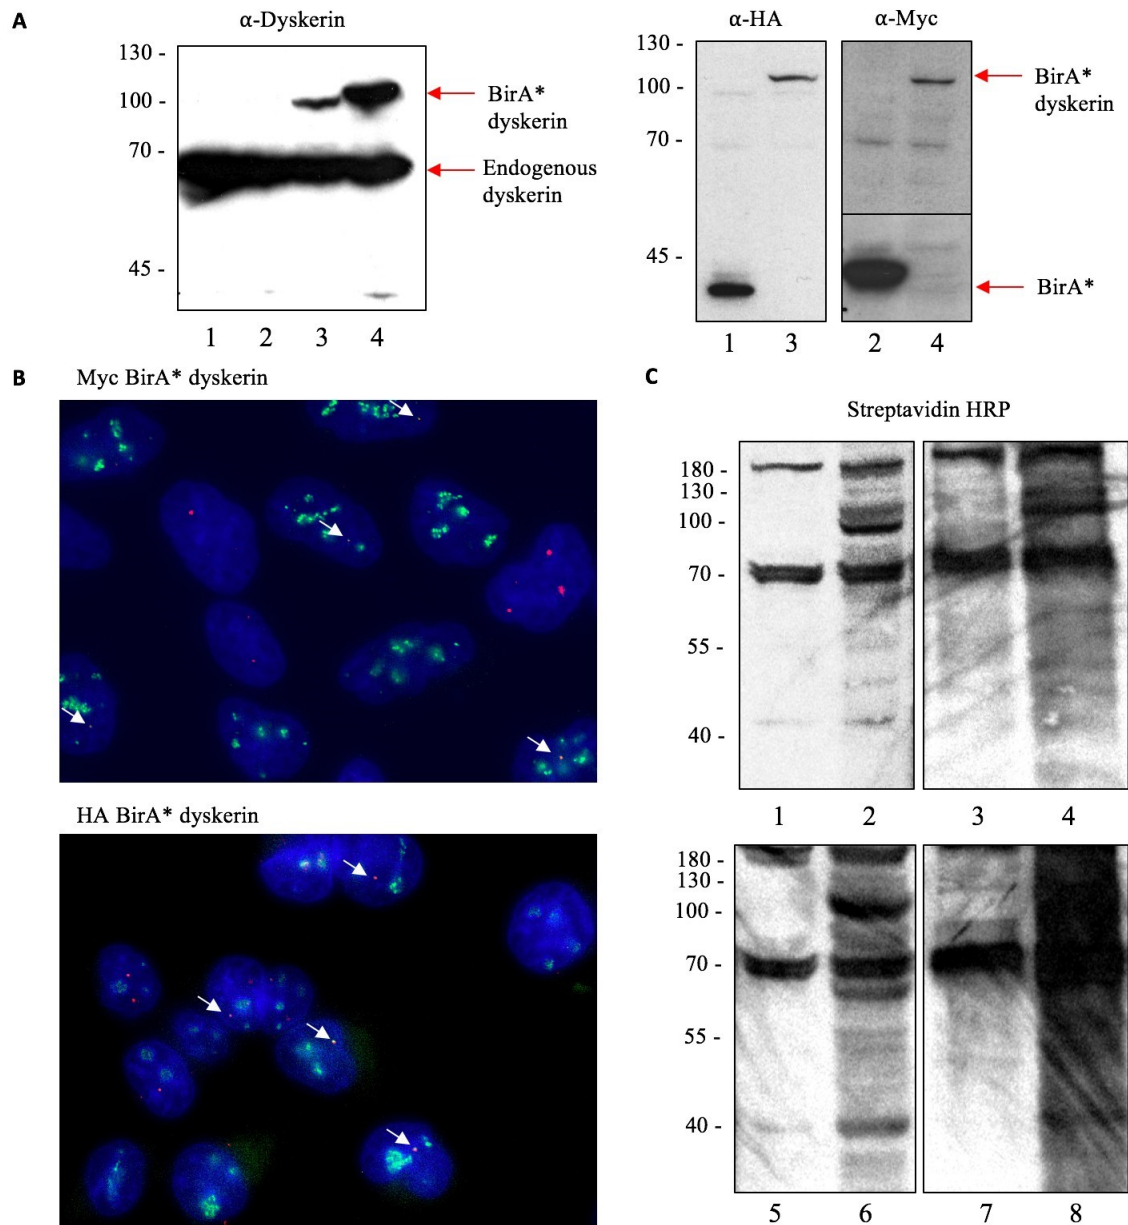 A
α-Dyskerin
130 -
100 -
70 -
45 -
BirA*
dyskerin
Endogenous
dyskerin
1 2 3 4
α-HA
α-Myc
130 -
100 -
70 -
45 -
BirA*
dyskerin
BirA*
1 3 2 4
B
Myc BirA* dyskerin
HA BirA* dyskerin
C
Streptavidin HRP
180 -
130 -
100 -
70 -
55 -
40 -
1 2 3 4
180 -
130 -
100 -
70 -
55 -
40 -
5 6 7 8